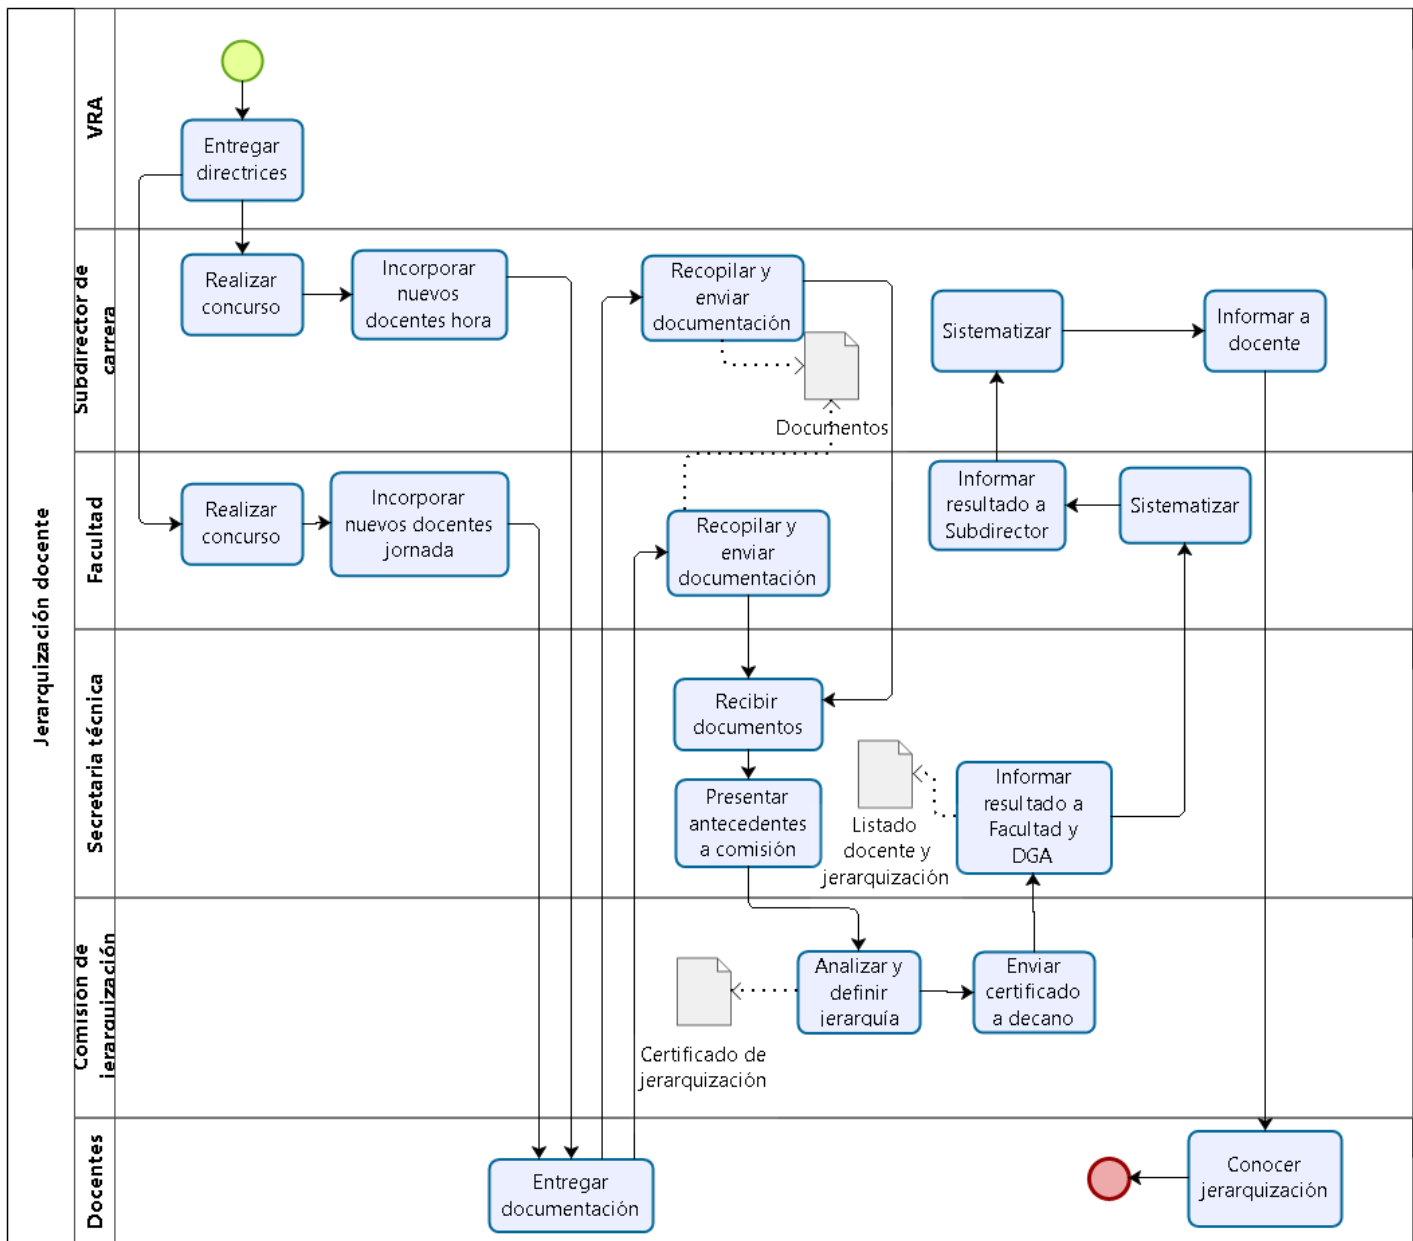 Jerarquización docente
VRA
Entregar
directrices
Subdirector de
carrera
Realizar
concurso
Incorporar
nuevos
docentes hora
Recopilar y
enviar
documentación
Documentos
Sistematizar
Informar a
docente
Facultad
Realizar
concurso
Incorporar
nuevos docentes
jornada
Recopilar y
enviar
documentación
Informar
resultado a
Subdirector
Sistematizar
Secretaria técnica
Recibir
documentos
Presentar
antecedentes
a comisión
Listado
docente y
jerarquización
Informar
resultado a
Facultad y
DGA
Comisión de
jerarquización
Certificado de
jerarquización
Analizar y
definir
jerarquía
Enviar
certificado
a decano
Docentes
Entregar
documentación
Conocer
jerarquización